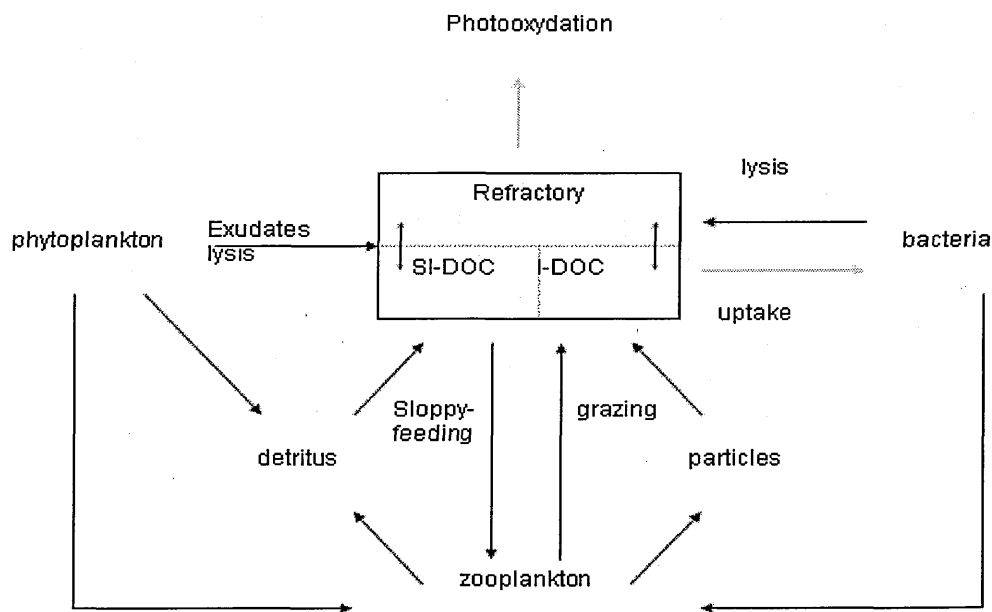 Photooxydation
lysis
Refractory
phytoplankton
Exudates
lysis
bacteria
Sl-DOC
l-DOC
uptake
Sloppy-
feeding
grazing
detritus
particles
zooplankton